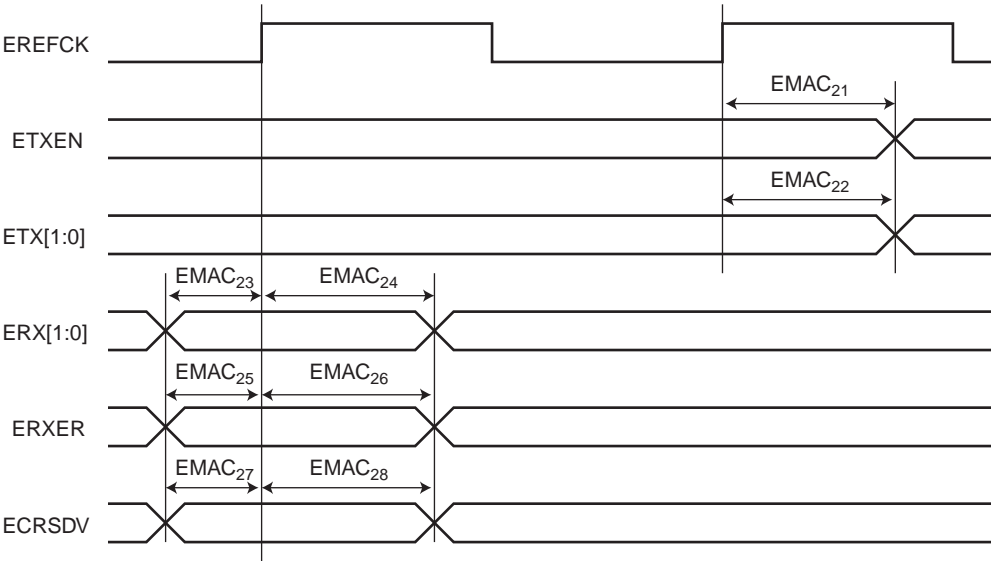 EREFCK
EMAC21
ETXEN
EMAC22
ETX[1:0]
EMAC23 EMAC24
ERX[1:0]
EMAC25 EMAC26
ERXER
EMAC27 EMAC28
ECRSDV